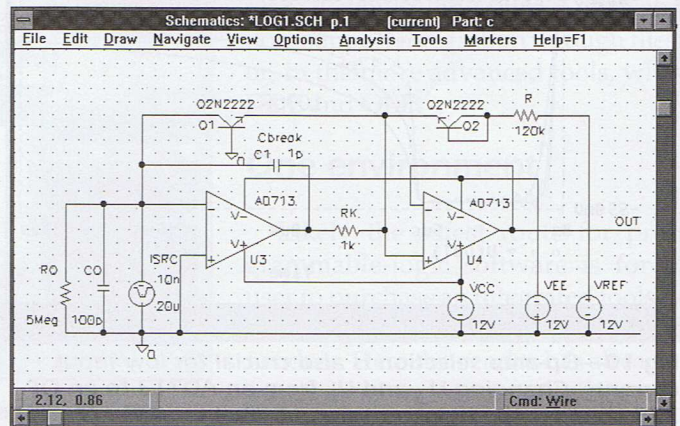 Schematics: *LOG1.SCH p.1 (current) Part: c
File Edit Draw Navigate View Options Analysis Tools Markers Help=F1
Q2N2222
Q1
Q2N2222
Q2
R
120k
Cbreak
C1 1p
0
AD713
V-
V+
U3
RK
1k
AD713
V-
V+
U4
OUT
RO
5Meg
CO
100p
ISRC
10n
20u
VCC
12V
VEE
12V
VREF
12V
0
2.12, 0.86
Cmd: Wire